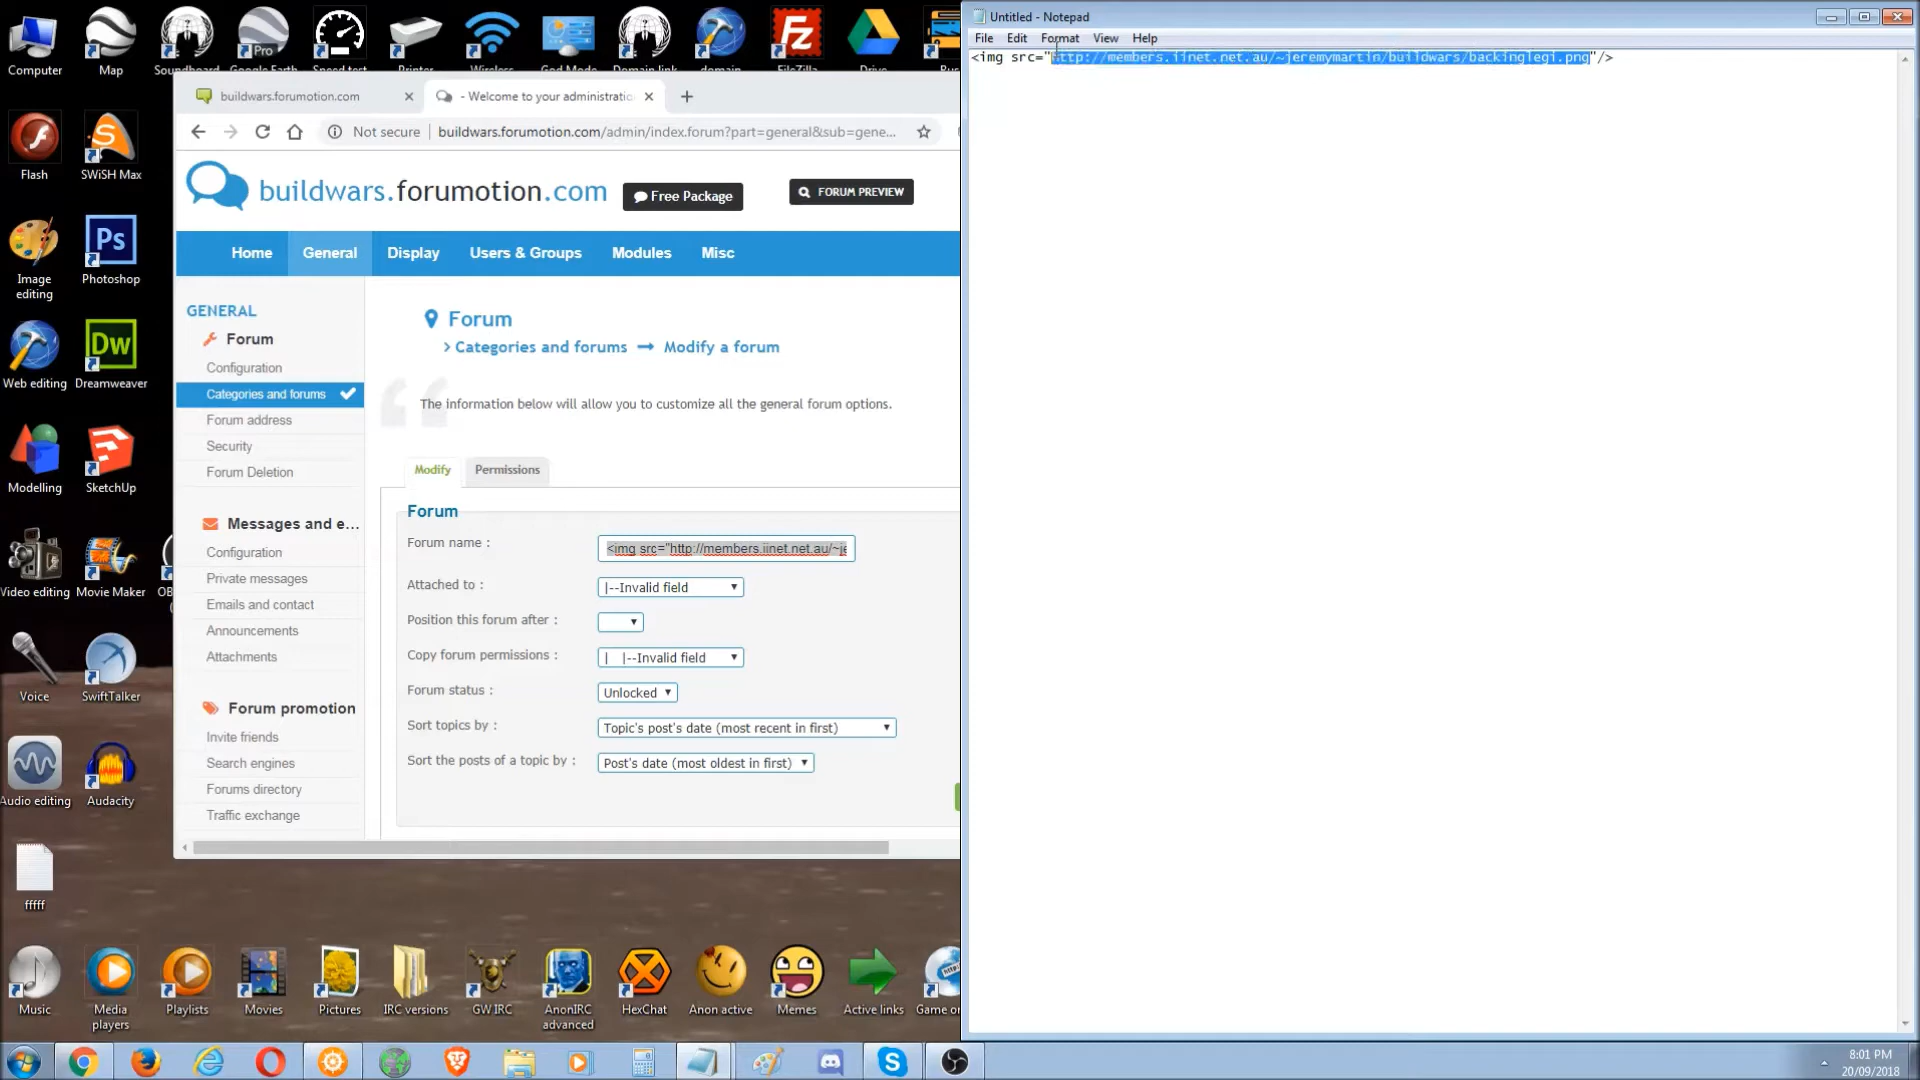 Computer
Map
Soundboard
Google Earth
Pro
Speed test
Printer
Wireless
God Mode
Domain link
domain
FileZilla
Drive
Untitled - Notepad
File Edit Format View Help
<img src="http://members.iinet.net.au/~jeremymartin/buildwars/backinglegi.png"/>
buildwars.forumotion.com
- Welcome to your administratio
Not secure | buildwars.forumotion.com/admin/index.forum?part=general&sub=gene...
buildwars.forumotion.com
Free Package
FORUM PREVIEW
Home General Display Users & Groups Modules Misc
GENERAL
Forum
Configuration
Categories and forums
Forum address
Security
Forum Deletion
Messages and e...
Configuration
Private messages
Emails and contact
Announcements
Attachments
Forum promotion
Invite friends
Search engines
Forums directory
Traffic exchange
Forum
> Categories and forums → Modify a forum
The information below will allow you to customize all the general forum options.
Modify Permissions
Forum
Forum name : <img src="http://members.iinet.net.au/~je
Attached to : |--Invalid field
Position this forum after :
Copy forum permissions : | |--Invalid field
Forum status : Unlocked
Sort topics by : Topic's post's date (most recent in first)
Sort the posts of a topic by : Post's date (most oldest in first)
Flash
SWiSH Max
Image editing
Ps
Photoshop
Web editing
Dw
Dreamweaver
Modelling
SketchUp
Video editing
Movie Maker
OB
Voice
SwiftTalker
Audio editing
Audacity
fffff
Music
Media players
Playlists
Movies
Pictures
IRC versions
GW IRC
AnonIRC advanced
HexChat
Anon active
Memes
Active links
Game on
8:01 PM
20/09/2018